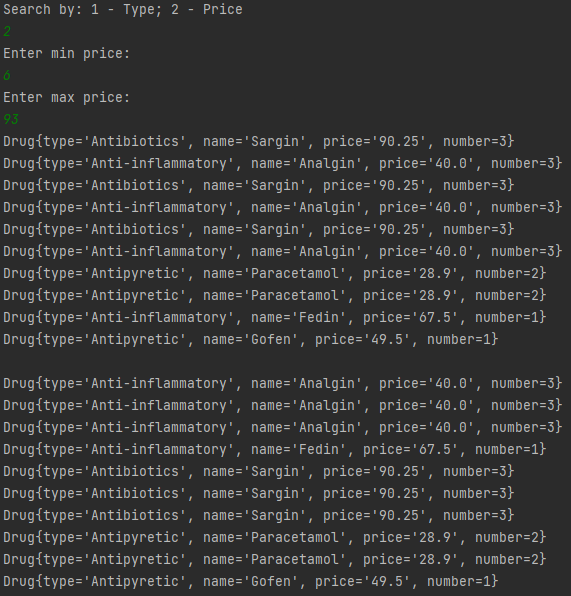 Search by: 1 - Type; 2 - Price
2
Enter min price:
6
Enter max price:
93
Drug{type='Antibiotics', name='Sargin', price='90.25', number=3}
Drug{type='Anti-inflammatory', name='Analgin', price='40.0', number=3}
Drug{type='Antibiotics', name='Sargin', price='90.25', number=3}
Drug{type='Anti-inflammatory', name='Analgin', price='40.0', number=3}
Drug{type='Antibiotics', name='Sargin', price='90.25', number=3}
Drug{type='Anti-inflammatory', name='Analgin', price='40.0', number=3}
Drug{type='Antipyretic', name='Paracetamol', price='28.9', number=2}
Drug{type='Antipyretic', name='Paracetamol', price='28.9', number=2}
Drug{type='Anti-inflammatory', name='Fedin', price='67.5', number=1}
Drug{type='Antipyretic', name='Gofen', price='49.5', number=1}

Drug{type='Anti-inflammatory', name='Analgin', price='40.0', number=3}
Drug{type='Anti-inflammatory', name='Analgin', price='40.0', number=3}
Drug{type='Anti-inflammatory', name='Analgin', price='40.0', number=3}
Drug{type='Anti-inflammatory', name='Fedin', price='67.5', number=1}
Drug{type='Antibiotics', name='Sargin', price='90.25', number=3}
Drug{type='Antibiotics', name='Sargin', price='90.25', number=3}
Drug{type='Antibiotics', name='Sargin', price='90.25', number=3}
Drug{type='Antipyretic', name='Paracetamol', price='28.9', number=2}
Drug{type='Antipyretic', name='Paracetamol', price='28.9', number=2}
Drug{type='Antipyretic', name='Gofen', price='49.5', number=1}